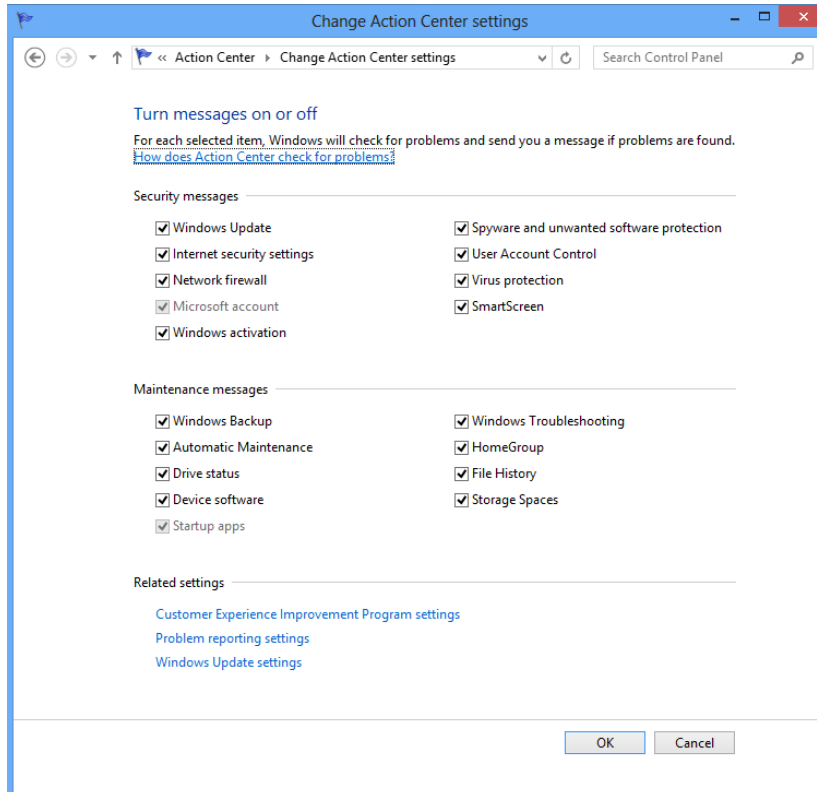 Change Action Center settings
« Action Center Change Action Center settings Search Control Panel
Turn messages on or off
For each selected item, Windows will check for problems and send you a message if problems are found.
How does Action Center check for problems?
Security messages
Windows Update Spyware and unwanted software protection
Internet security settings User Account Control
Network firewall Virus protection
Microsoft account SmartScreen
Windows activation
Maintenance messages
Windows Backup Windows Troubleshooting
Automatic Maintenance HomeGroup
Drive status File History
Device software Storage Spaces
Startup apps
Related settings
Customer Experience Improvement Program settings
Problem reporting settings
Windows Update settings
OK Cancel